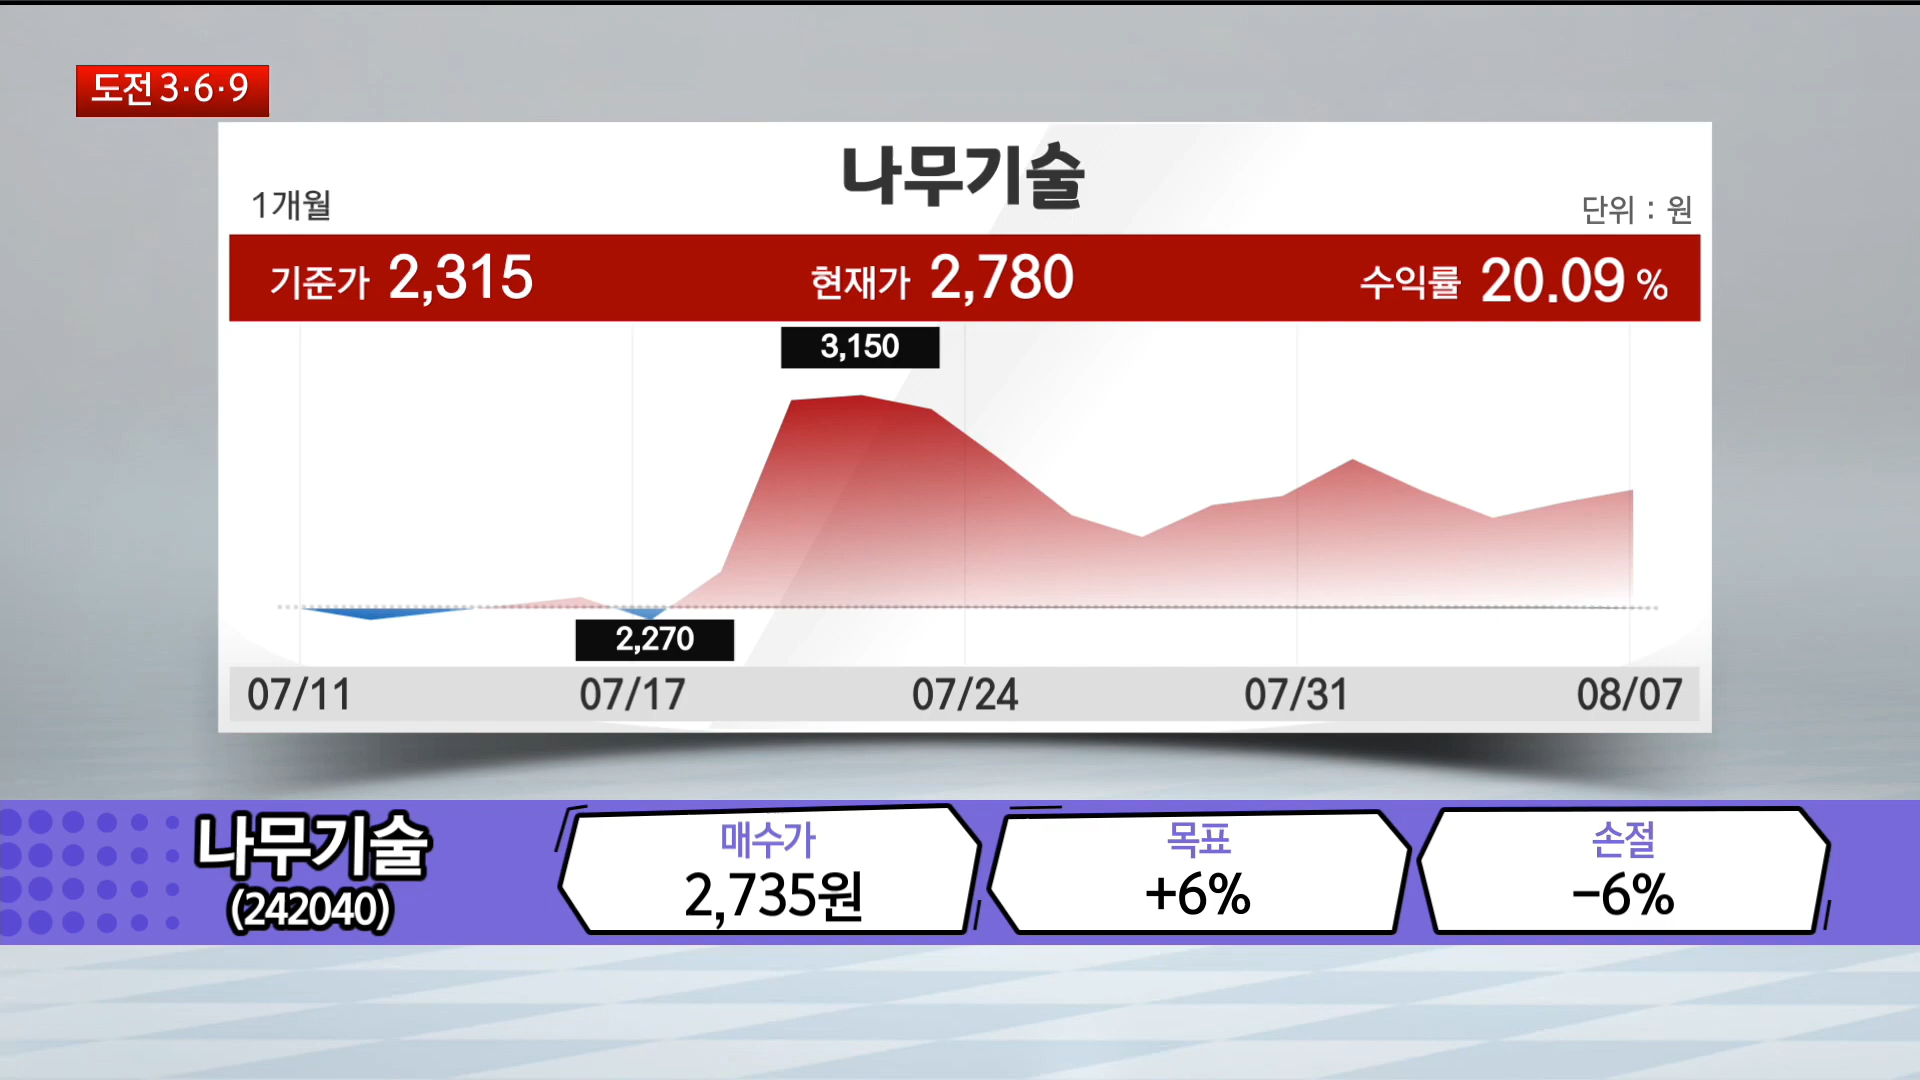 도전 3·6·9
나무기술
1개월
단위 : 원
기준가 2,315 현재가 2,780 수익률 20.09 %
3,150
2,270
07/11 07/17 07/24 07/31 08/07
나무기술
(242040)
매수가
2,735원
목표
+6%
손절
-6%